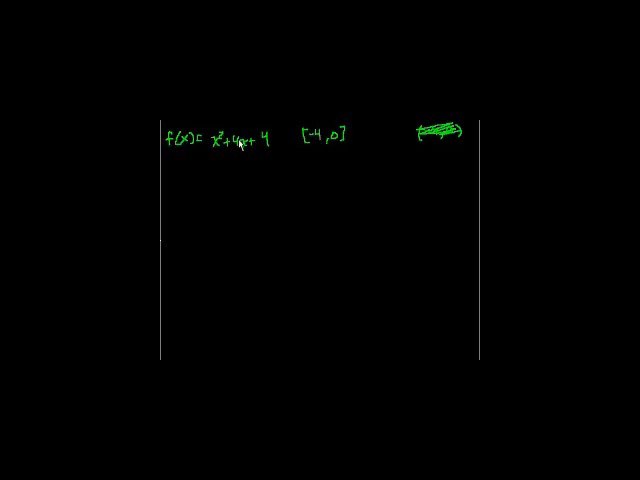 f(x)= x²+4x+4 [-4,0]